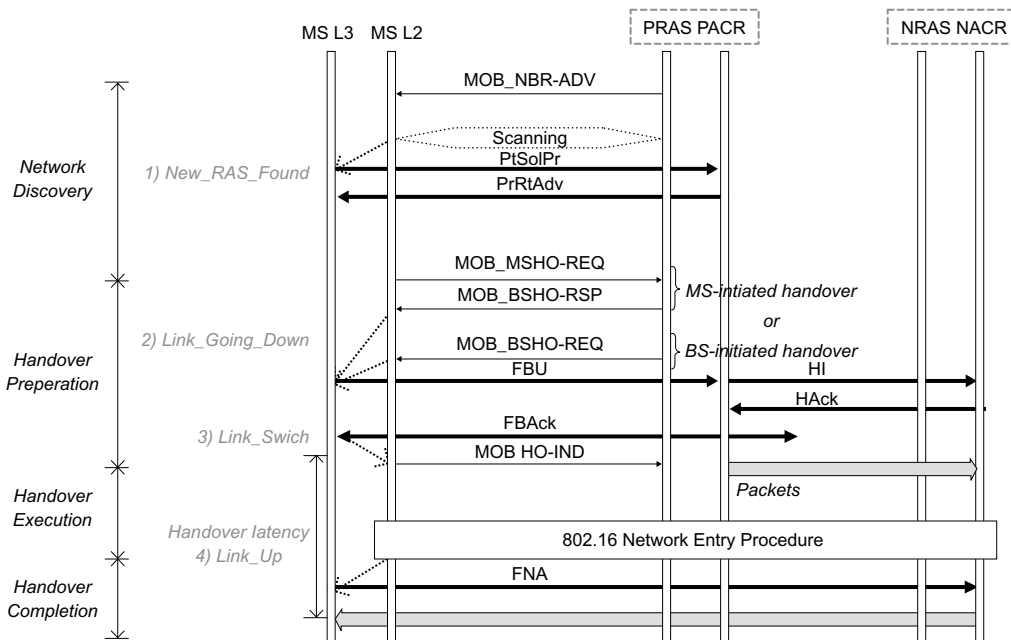 MS L3 MS L2 PRAS PACR NRAS NACR
MOB_NBR-ADV
Scanning
PtSolPr
1) New_RAS_Found
Network
Discovery
PrRtAdv
MOB_MSHO-REQ
MS-intiated handover
MOB_BSHO-RSP
or
2) Link_Going_Down
MOB_BSHO-REQ
BS-initiated handover
Handover
Preperation
FBU
HI
HAck
FBAck
3) Link_Swich
MOB HO-IND
Packets
Handover
Execution
Handover latency
4) Link_Up
802.16 Network Entry Procedure
FNA
Handover
Completion